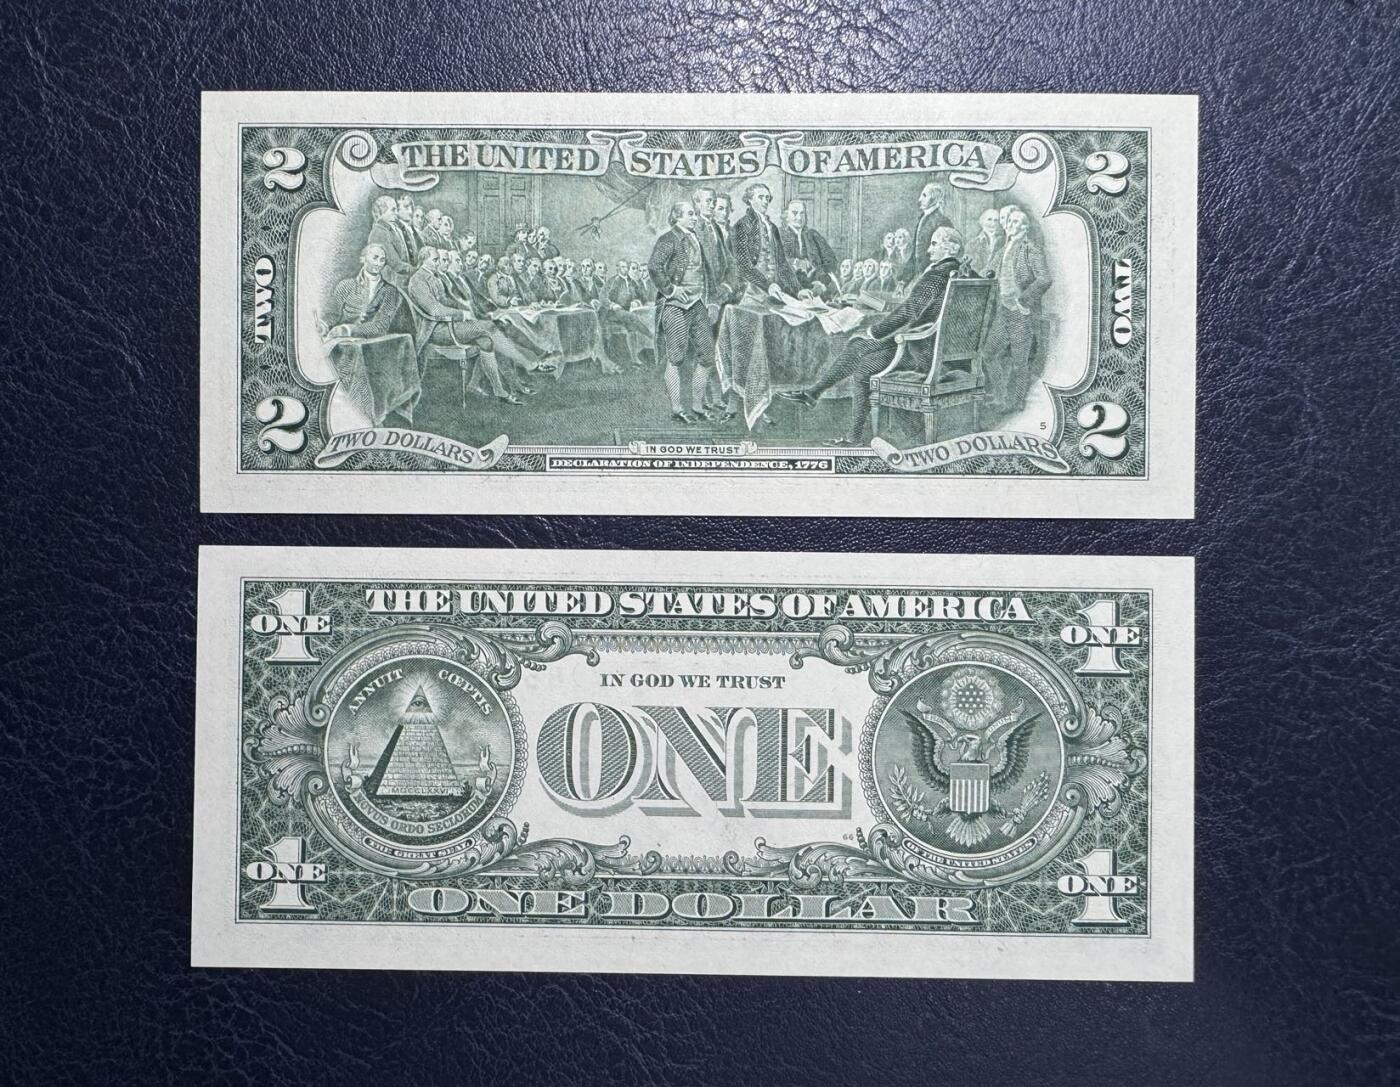 THE UNITED STATES OF AMERICA
2 2
TWO TWO
2 2
TWO DOLLARS IN GOD WE TRUST TWO DOLLARS
5
DECLARATION OF INDEPENDENCE, 1776
THE UNITED STATES OF AMERICA
1 ONE 1 ONE
IN GOD WE TRUST
ANNUIT CŒPTIS
ONE
MDCCLXXVI
NOVUS ORDO SECLORUM
THE GREAT SEAL OF THE UNITED STATES
66
1 ONE 1 ONE
ONE DOLLAR